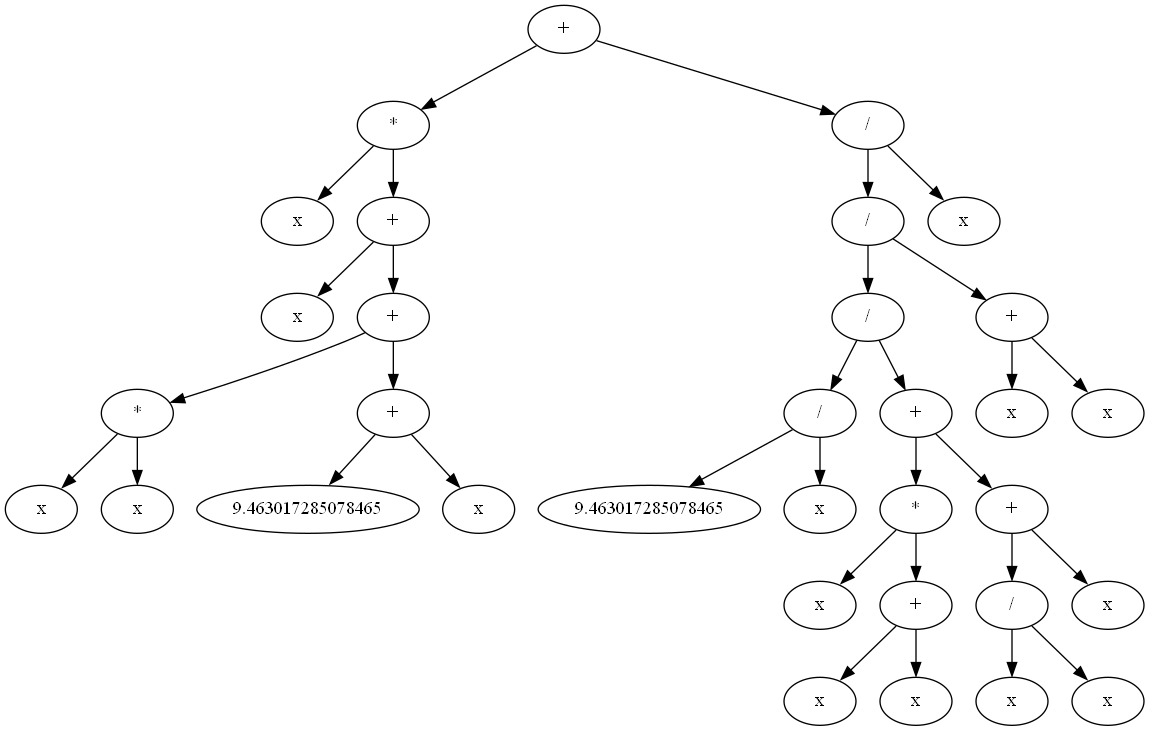 +
* /
x + / x
x + / +
* + / + x x
x x 9.463017285078465 x 9.463017285078465 x * +
x + / x
x x x x